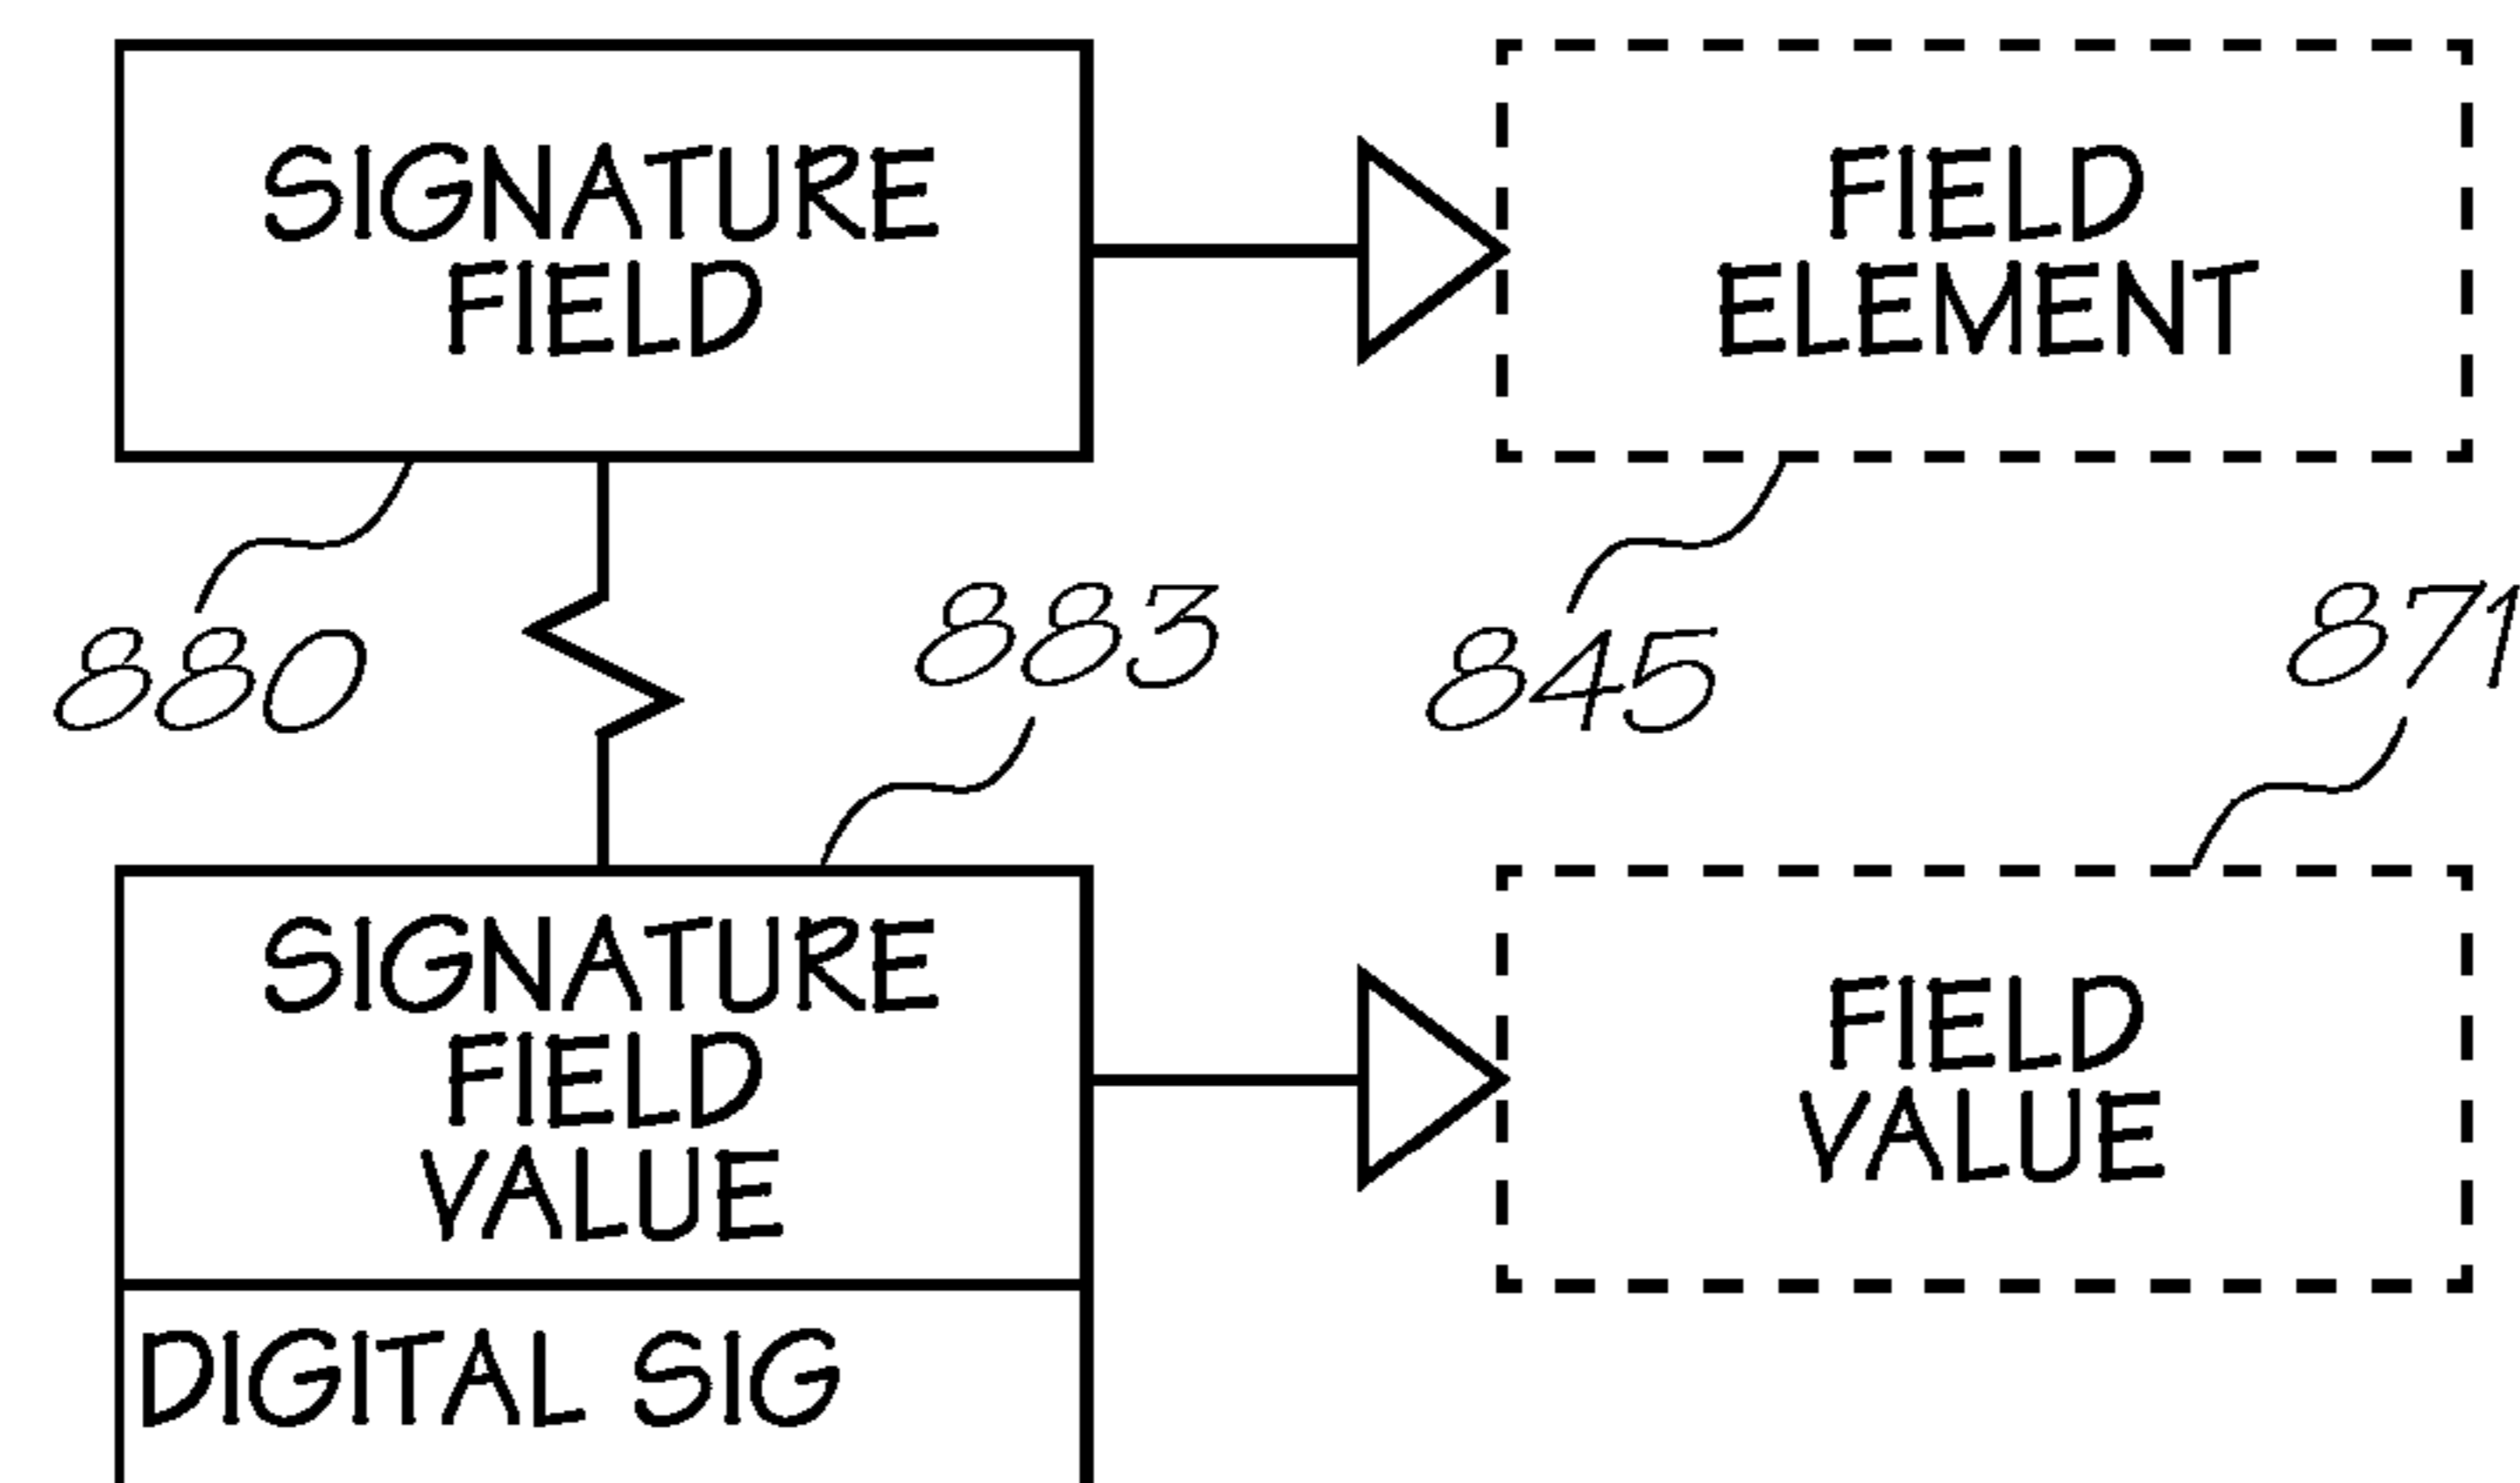 SIGNATURE
FIELD
FIELD
ELEMENT
880
883
845
871
SIGNATURE
FIELD
VALUE
FIELD
VALUE
DIGITAL SIG